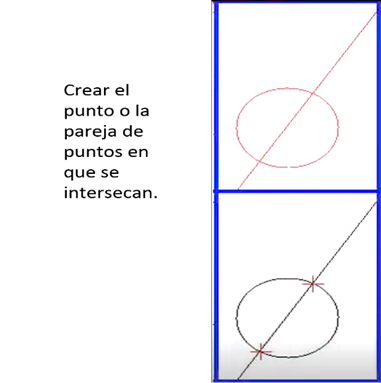 Crear el
punto o la
pareja de
puntos en
que se
intersecan.